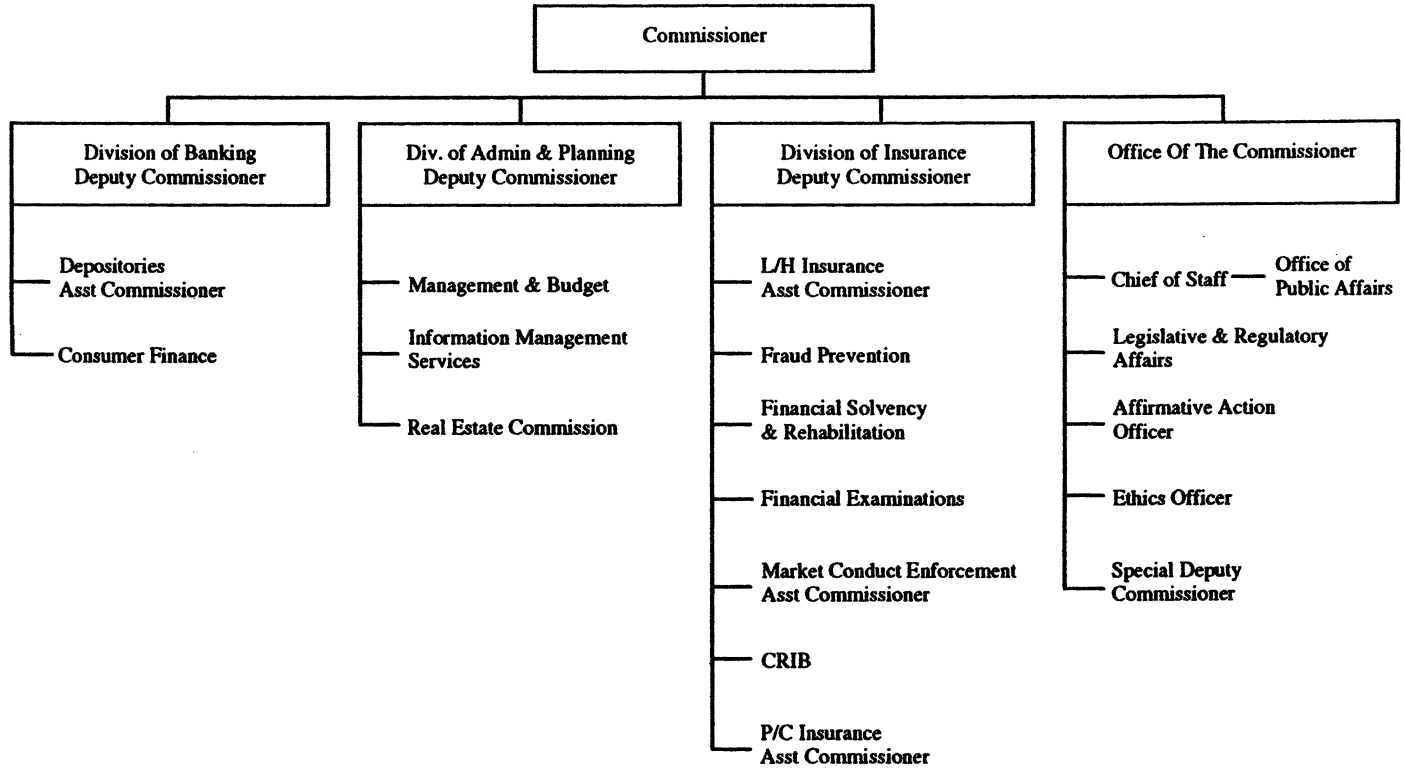 Commissioner
Division of Banking
Deputy Commissioner
Div. of Admin & Planning
Deputy Commissioner
Division of Insurance
Deputy Commissioner
Office Of The Commissioner
Depositories
Asst Commissioner
Consumer Finance
Management & Budget
Information Management
Services
Real Estate Commission
L/H Insurance
Asst Commissioner
Fraud Prevention
Financial Solvency
& Rehabilitation
Financial Examinations
Market Conduct Enforcement
Asst Commissioner
CRIB
P/C Insurance
Asst Commissioner
Chief of Staff
Office of
Public Affairs
Legislative & Regulatory
Affairs
Affirmative Action
Officer
Ethics Officer
Special Deputy
Commissioner